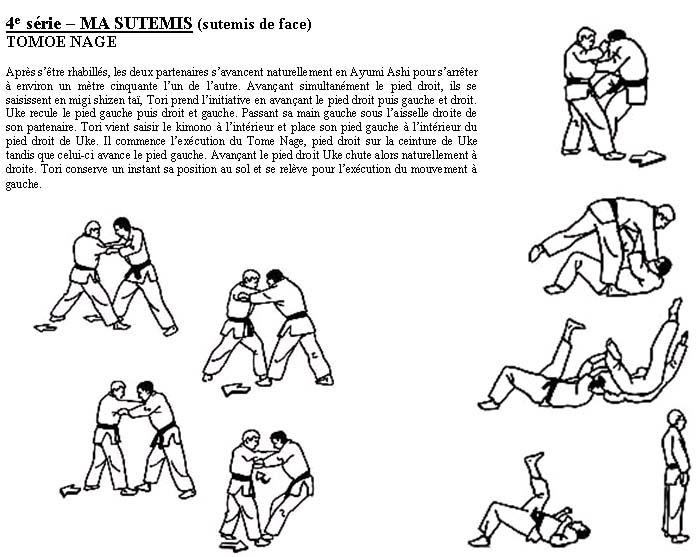 4e série – MA SUTEMIS (sutemis de face)
TOMOE NAGE
Après s’être rhabillés, les deux partenaires s’avancent naturellement en Ayumi Ashi pour s’arrêter
à environ un mètre cinquante l’un de l’autre. Avançant simultanément le pied droit, ils se
saisissent en migi shizen taï, Tori prend l’initiative en avançant le pied droit puis gauche et droit.
Uke recule le pied gauche puis droit et gauche. Passant sa main gauche sous l’aisselle droite de
son partenaire. Tori vient saisir le kimono à l’intérieur et place son pied gauche à l’intérieur du
pied droit de Uke. Il commence l’exécution du Tome Nage, pied droit sur la ceinture de Uke
tandis que celui-ci avance le pied gauche. Avançant le pied droit Uke chute alors naturellement à
droite. Tori conserve un instant sa position au sol et se relève pour l’exécution du mouvement à
gauche.